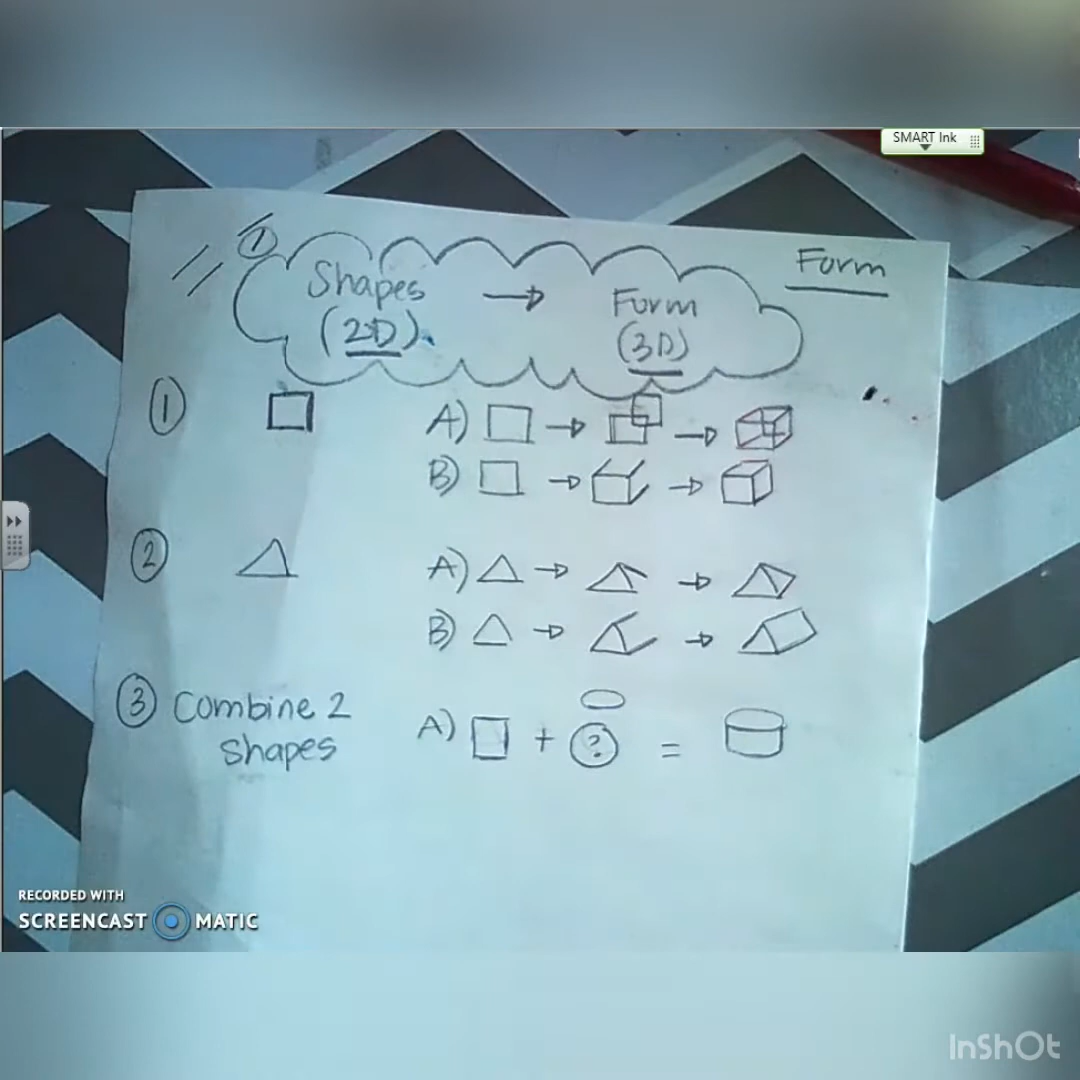 SMART Ink
①
Form
Shapes → Form
(2D). (3D)
① A) → →
B) → →
② A) → →
B) → →
③ Combine 2
shapes
A) + ? =
RECORDED WITH
SCREENCAST MATIC
InShOt